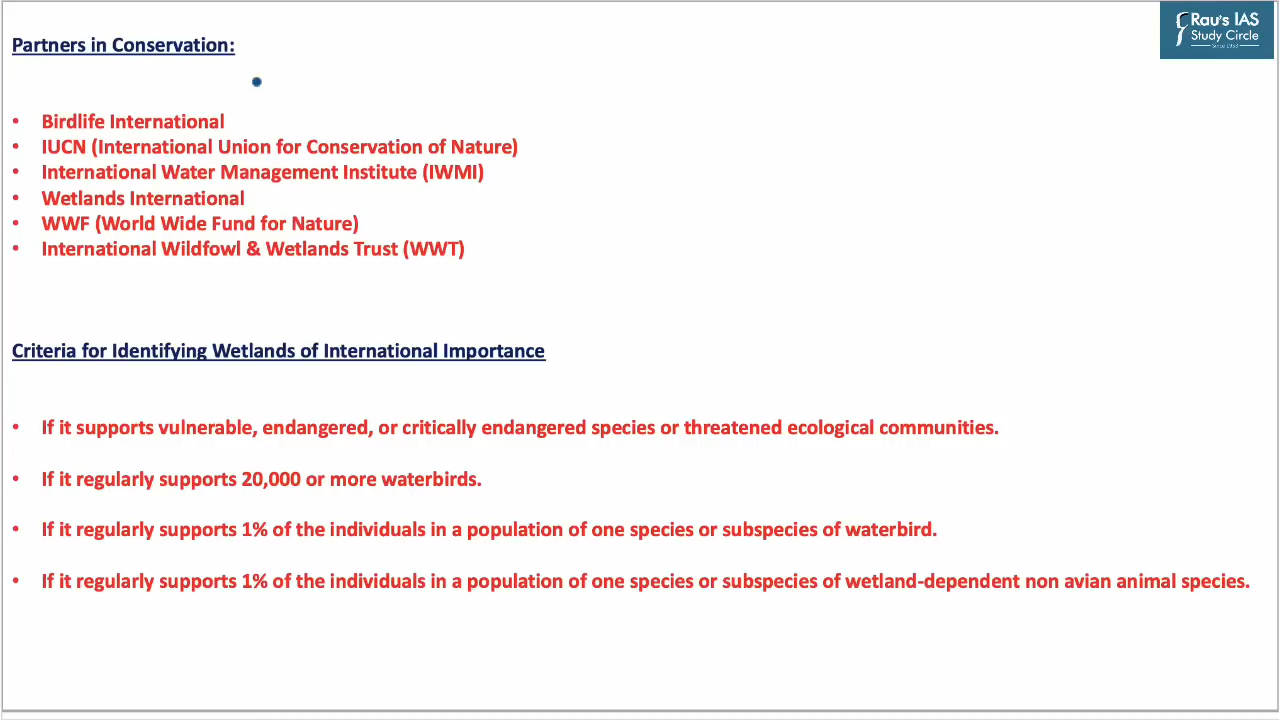 Rau's IAS
Study Circle
Since 1953
Partners in Conservation:
• Birdlife International
• IUCN (International Union for Conservation of Nature)
• International Water Management Institute (IWMI)
• Wetlands International
• WWF (World Wide Fund for Nature)
• International Wildfowl & Wetlands Trust (WWT)
Criteria for Identifying Wetlands of International Importance
• If it supports vulnerable, endangered, or critically endangered species or threatened ecological communities.
• If it regularly supports 20,000 or more waterbirds.
• If it regularly supports 1% of the individuals in a population of one species or subspecies of waterbird.
• If it regularly supports 1% of the individuals in a population of one species or subspecies of wetland-dependent non avian animal species.